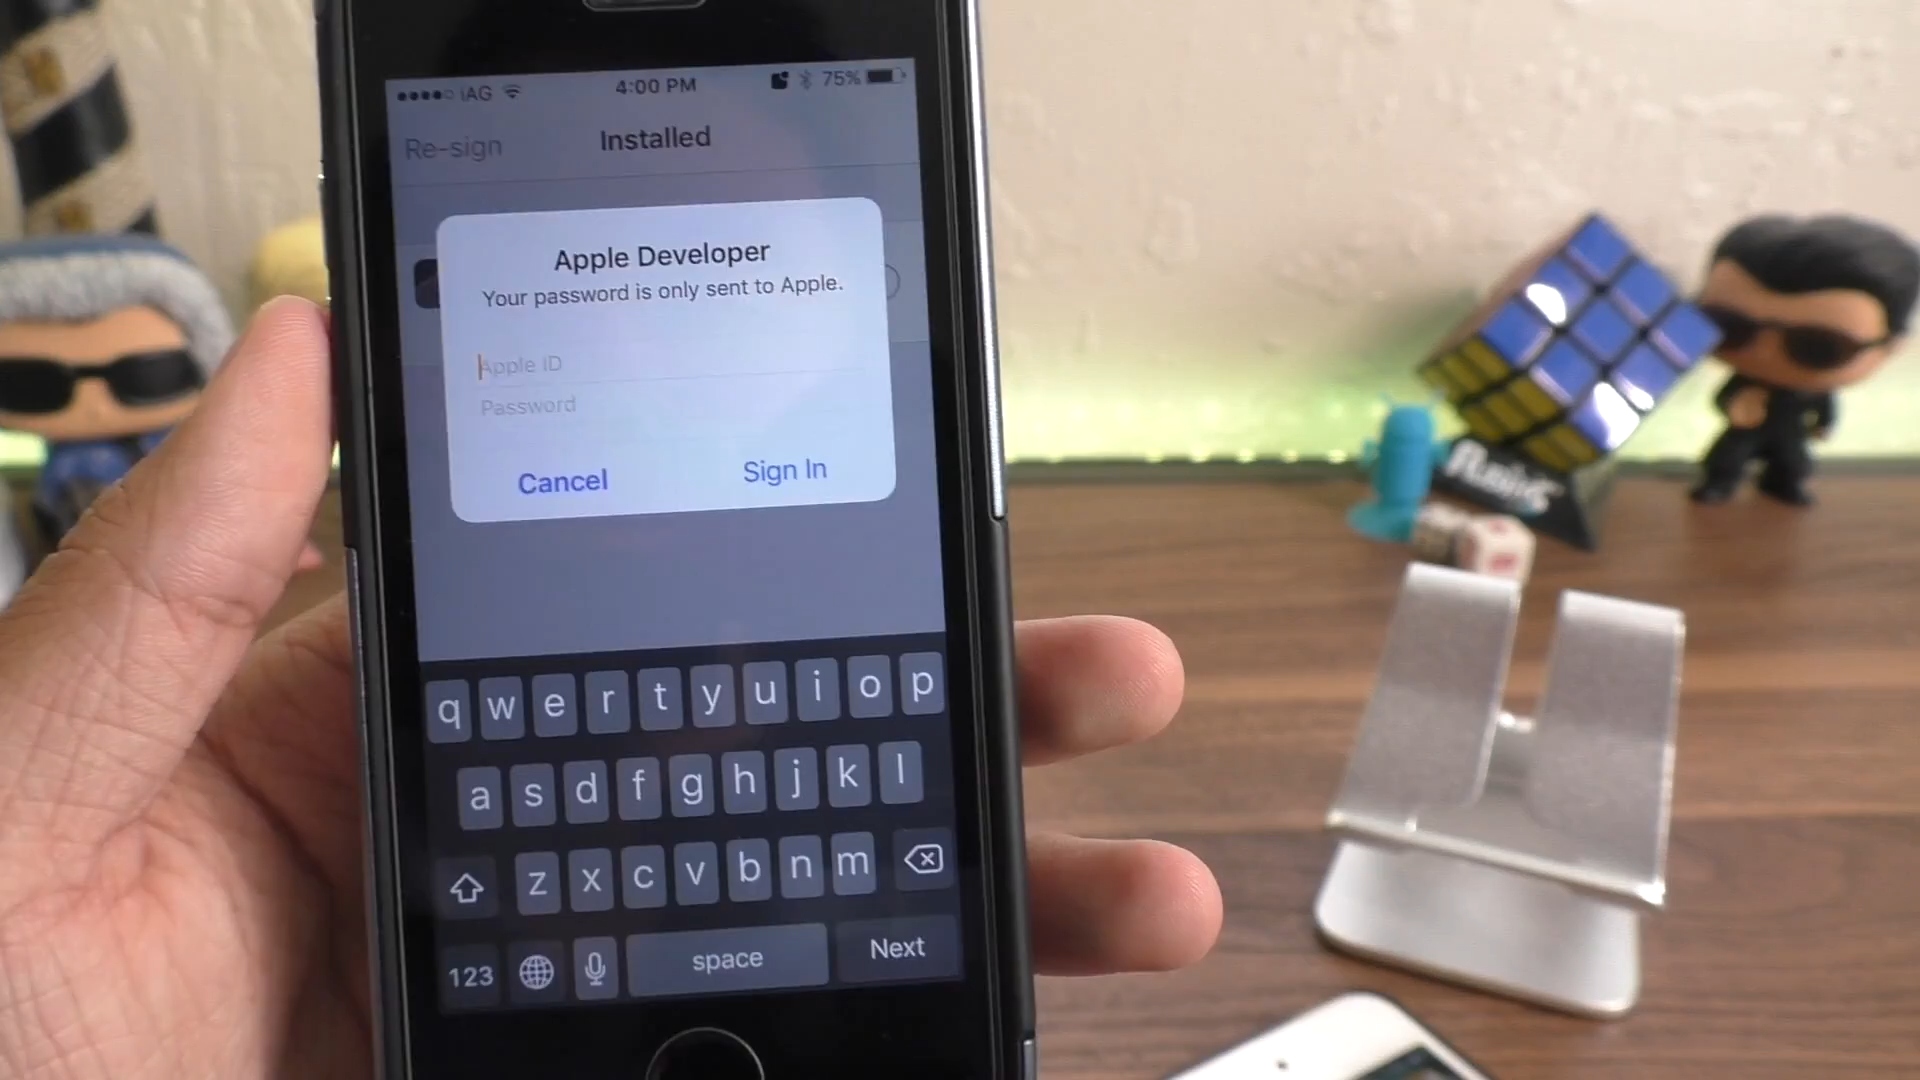 iAG 4:00 PM 75%
Re-sign Installed
Apple Developer
Your password is only sent to Apple.
Apple ID
Password
Cancel Sign In
q w e r t y u i o p
a s d f g h j k l
z x c v b n m
123 space Next
Rubik's